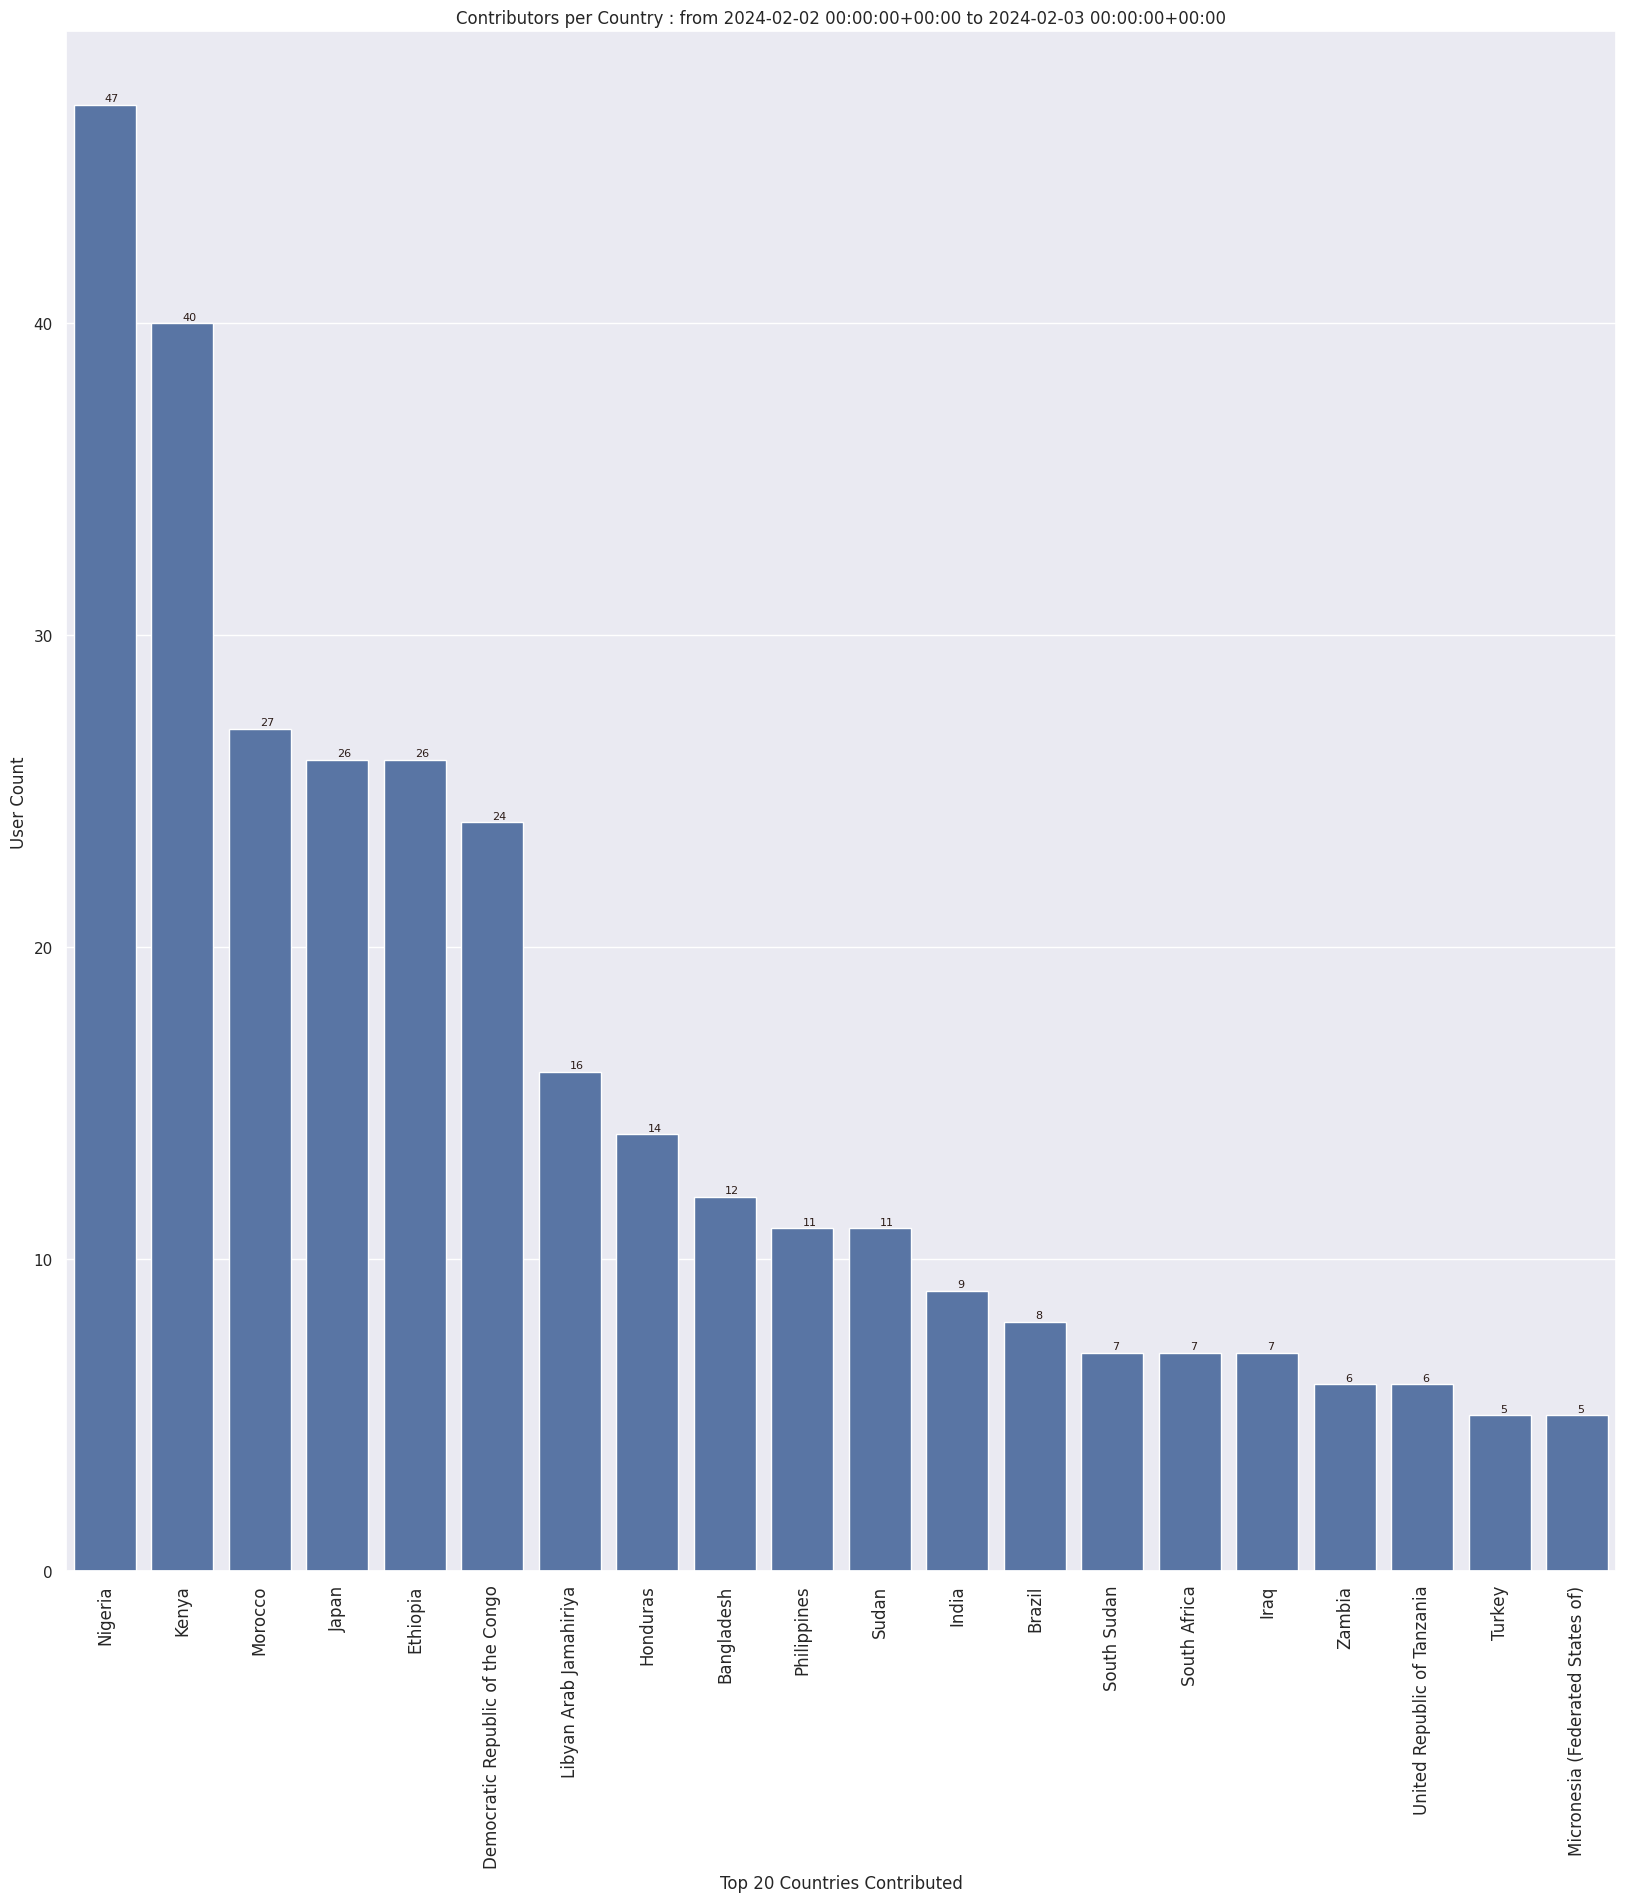 Contributors per Country : from 2024-02-02 00:00:00+00:00 to 2024-02-03 00:00:00+00:00
User Count
40
30
20
10
0
47
40
27
26
26
24
16
14
12
11
11
9
8
7
7
7
6
6
5
5
Nigeria
Kenya
Morocco
Japan
Ethiopia
Democratic Republic of the Congo
Libyan Arab Jamahiriya
Honduras
Bangladesh
Philippines
Sudan
India
Brazil
South Sudan
South Africa
Iraq
Zambia
United Republic of Tanzania
Turkey
Micronesia (Federated States of)
Top 20 Countries Contributed